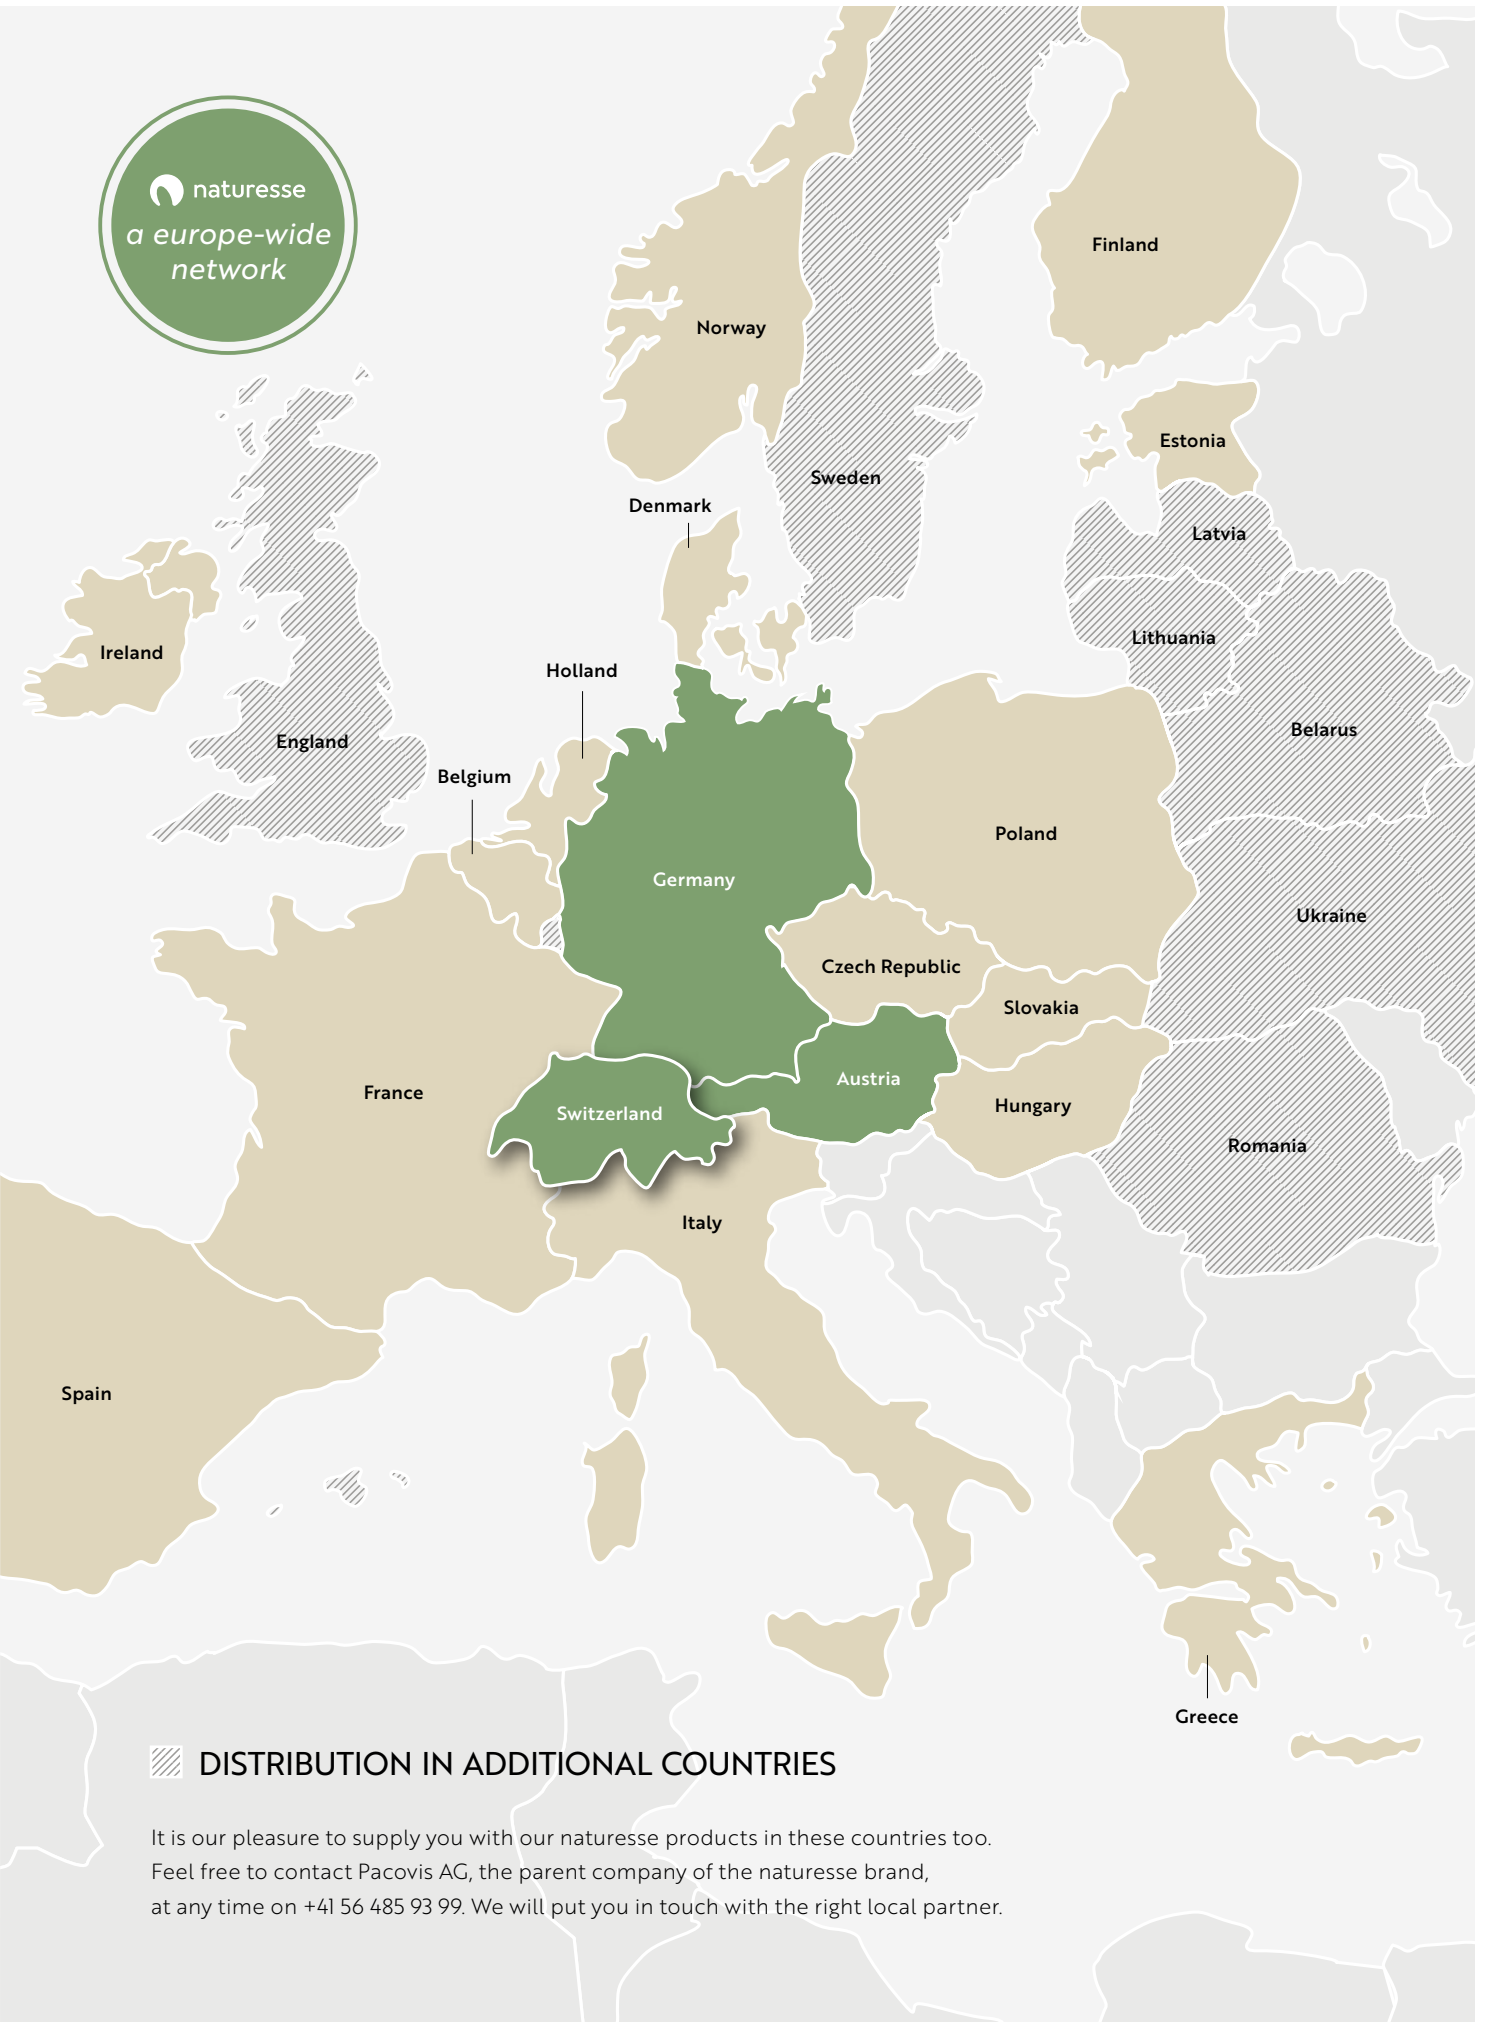 naturesse
a europe-wide
network
Finland
Norway
Estonia
Sweden
Denmark
Latvia
Lithuania
Ireland
Holland
England
Belarus
Belgium
Poland
Germany
Ukraine
Czech Republic
Slovakia
Austria
France
Switzerland
Hungary
Romania
Italy
Spain
Greece
DISTRIBUTION IN ADDITIONAL COUNTRIES
It is our pleasure to supply you with our naturesse products in these countries too.
Feel free to contact Pacovis AG, the parent company of the naturesse brand,
at any time on +41 56 485 93 99. We will put you in touch with the right local partner.